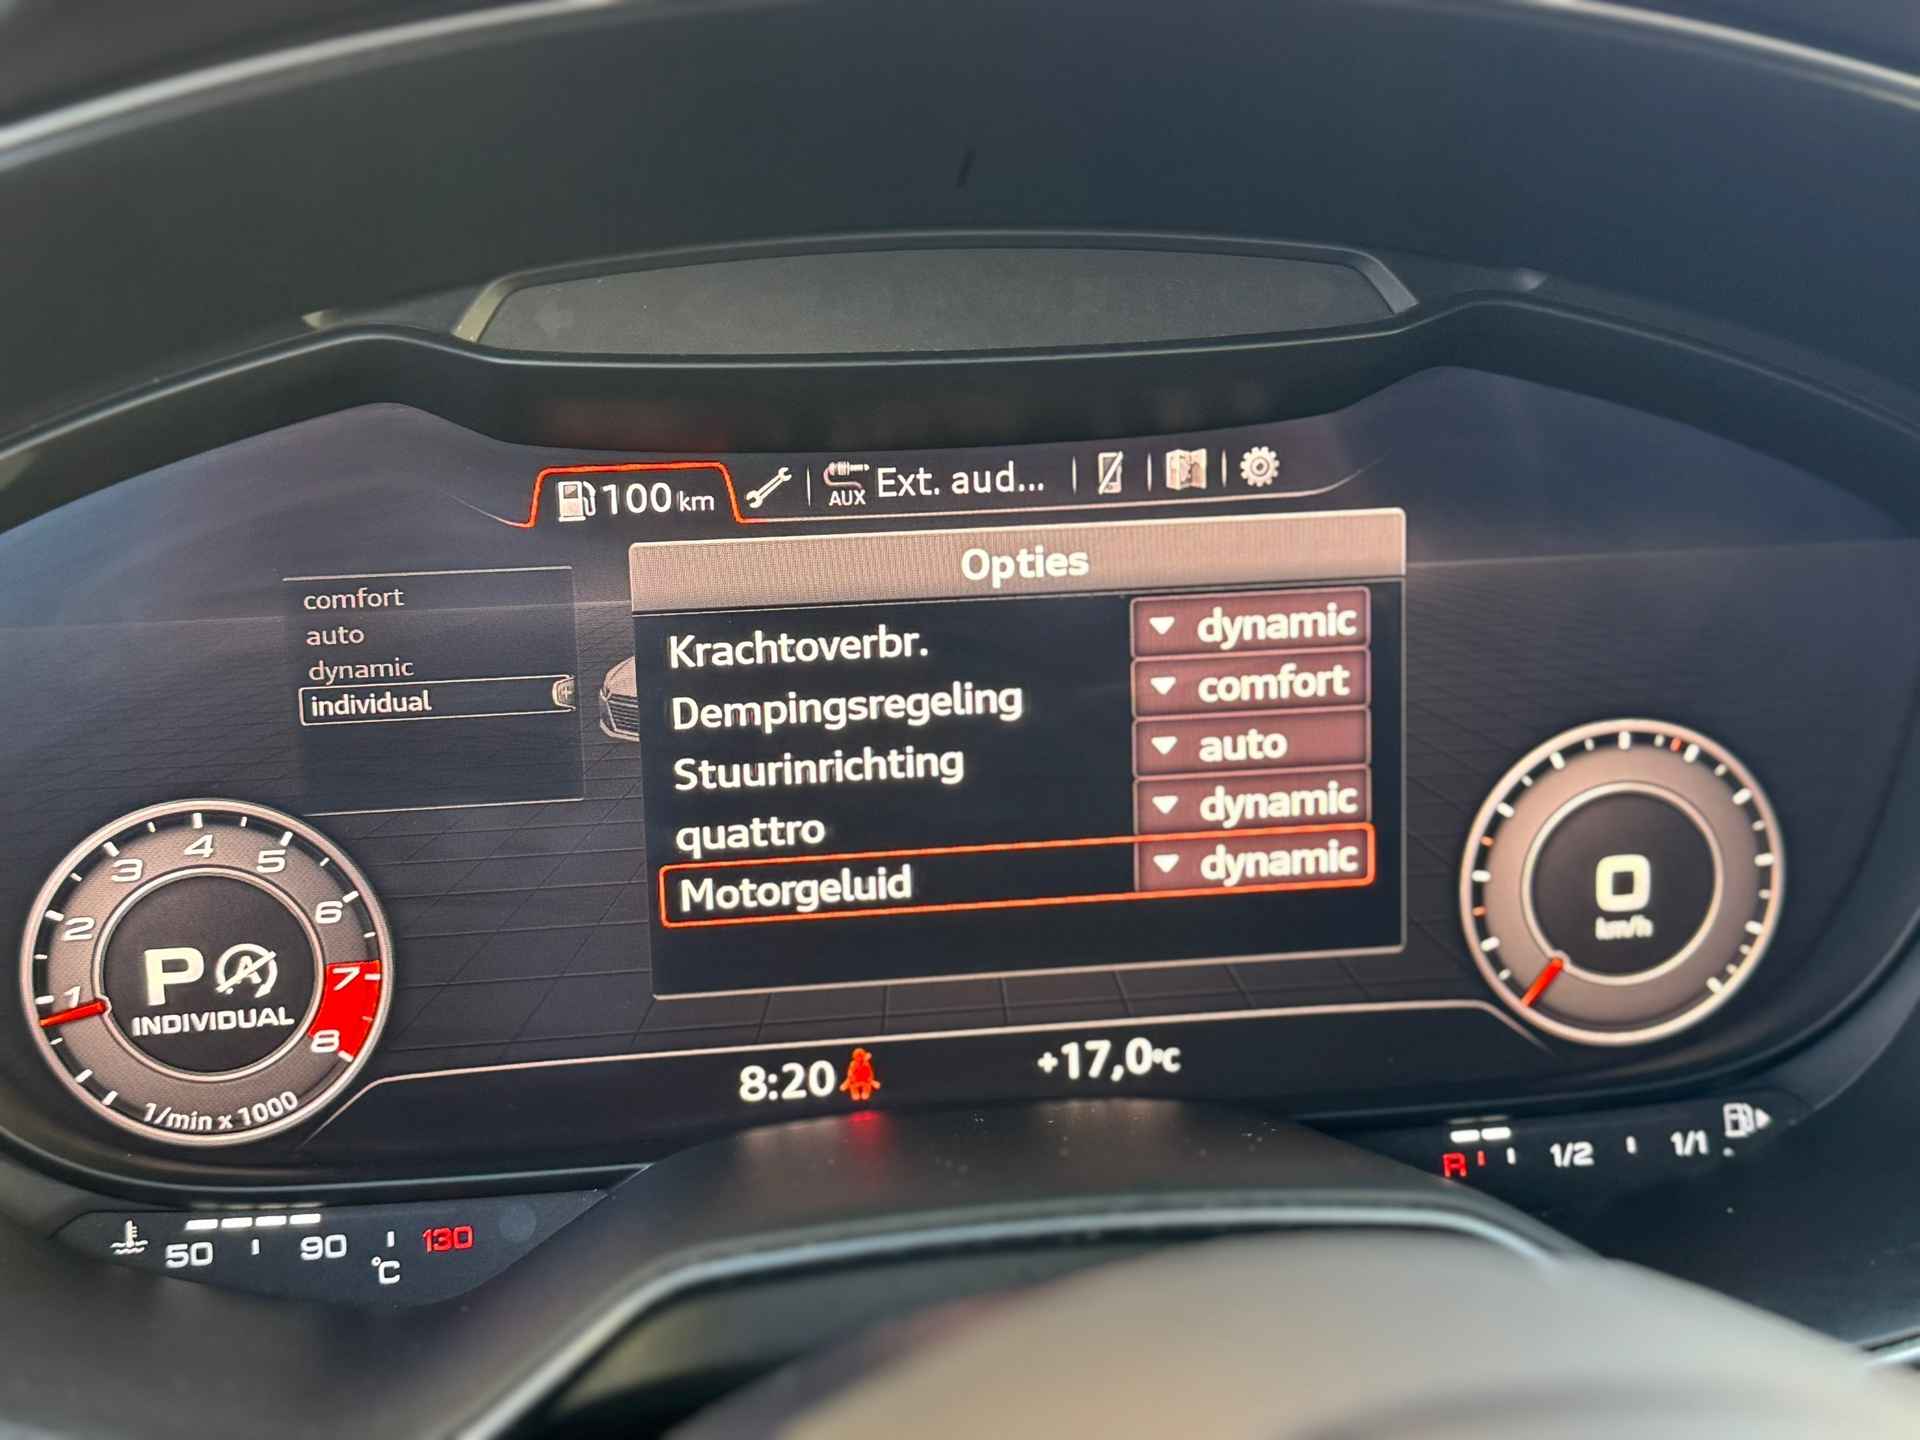 100 km
AUX Ext. aud...
comfort
auto
dynamic
individual
Opties
Krachtoverbr. dynamic
Dempingsregeling comfort
Stuurinrichting auto
quattro dynamic
Motorgeluid dynamic
1 2 3 4 5 6 7 8
P A
INDIVIDUAL
1/min x 1000
0
km/h
8:20
+17,0°C
50 90 130
°C
R 1/2 1/1